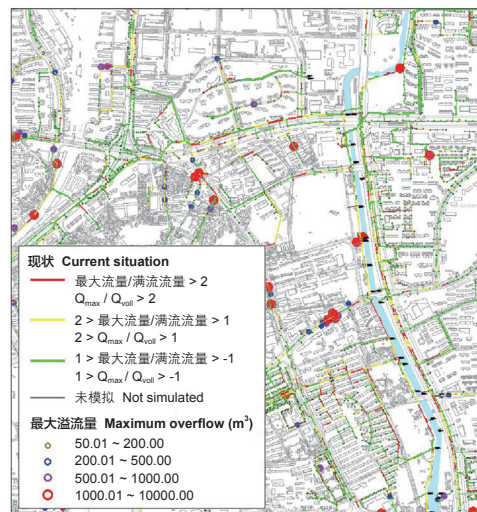 现状 Current situation
最大流量/满流流量 > 2
Qmax / Qvoll > 2
2 > 最大流量/满流流量 > 1
2 > Qmax / Qvoll > 1
1 > 最大流量/满流流量 > -1
1 > Qmax / Qvoll > -1
未模拟 Not simulated
最大溢流量 Maximum overflow (m³)
50.01 ~ 200.00
200.01 ~ 500.00
500.01 ~ 1000.00
1000.01 ~ 10000.00